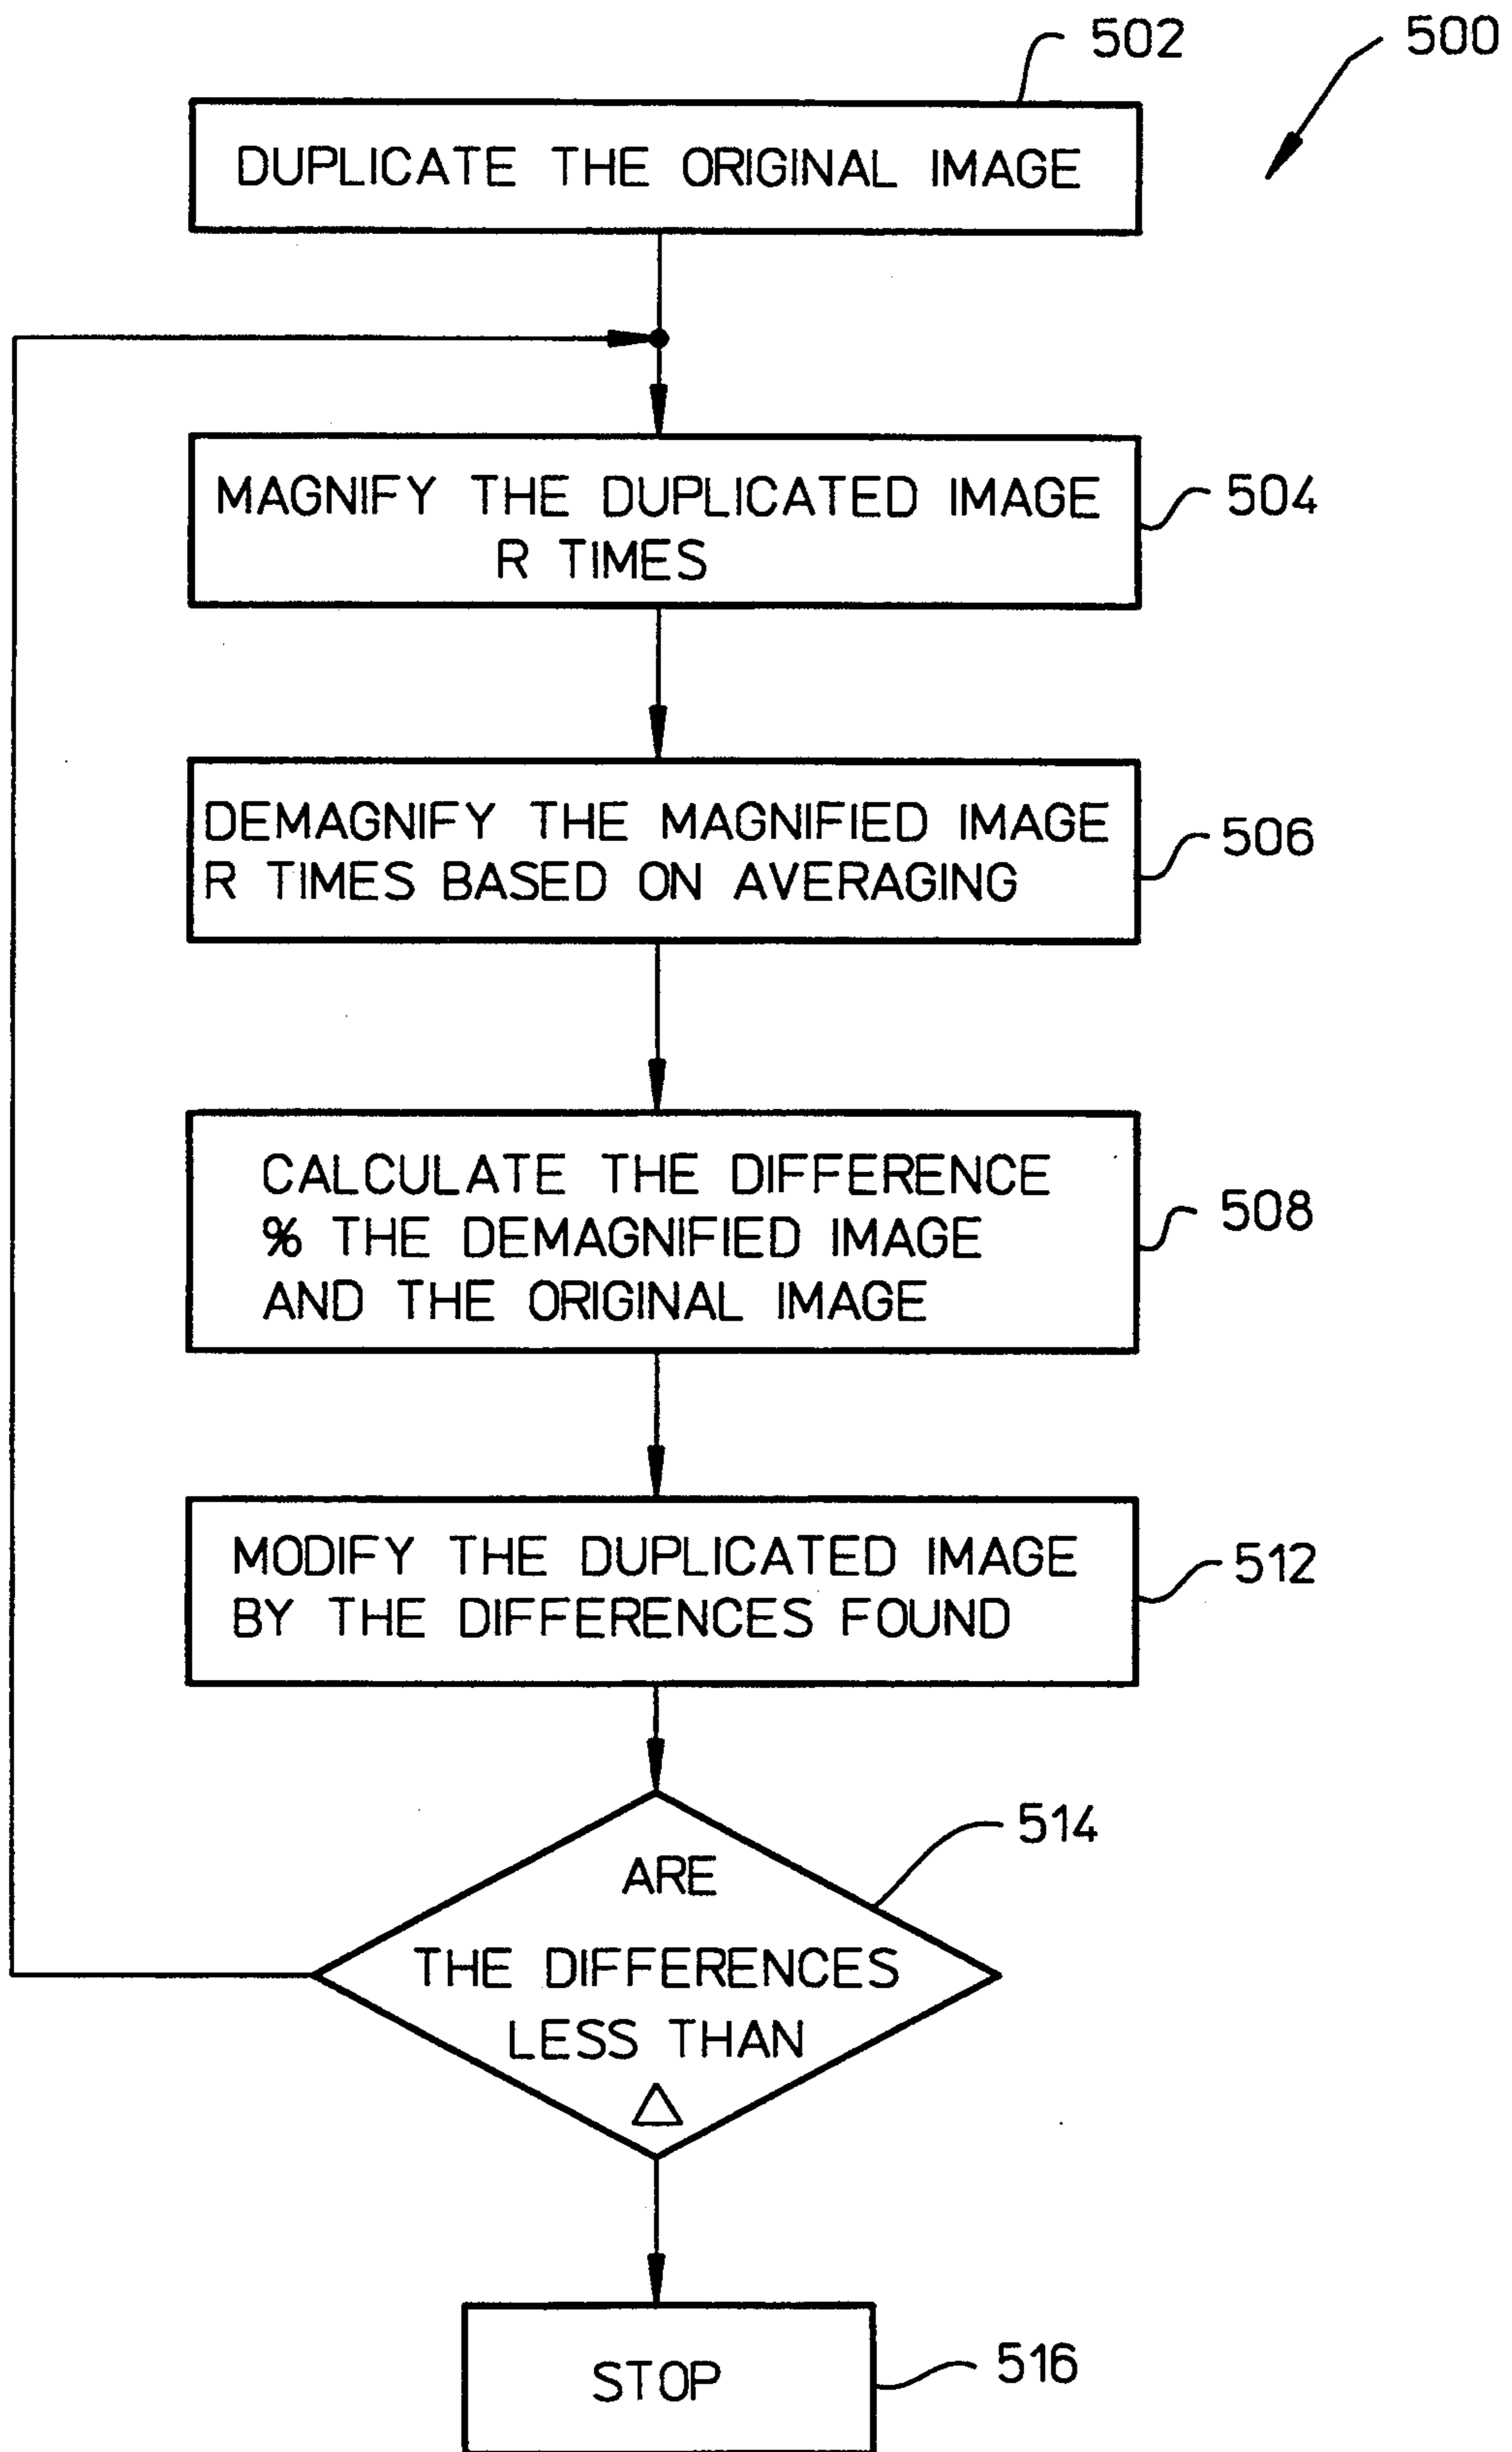 502
500
DUPLICATE THE ORIGINAL IMAGE
MAGNIFY THE DUPLICATED IMAGE
R TIMES
504
DEMAGNIFY THE MAGNIFIED IMAGE
R TIMES BASED ON AVERAGING
506
CALCULATE THE DIFFERENCE
% THE DEMAGNIFIED IMAGE
AND THE ORIGINAL IMAGE
508
MODIFY THE DUPLICATED IMAGE
BY THE DIFFERENCES FOUND
512
514
ARE
THE DIFFERENCES
LESS THAN
△
STOP
516